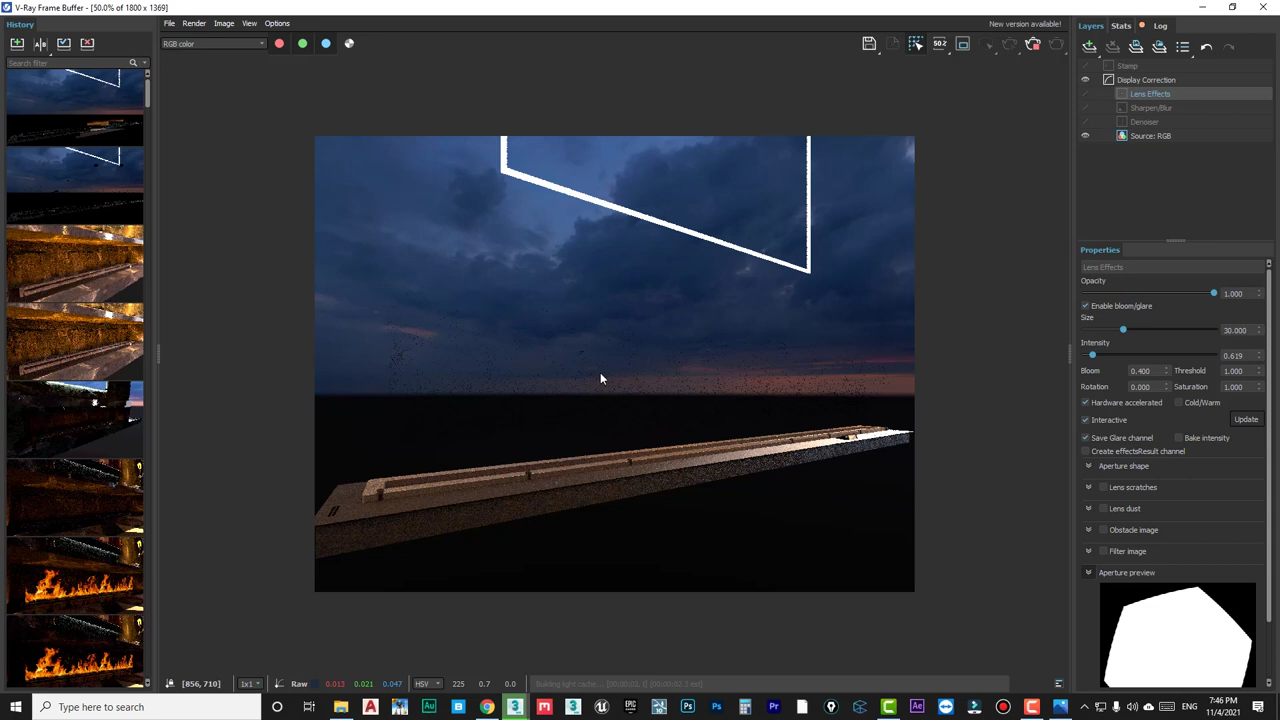 V-Ray Frame Buffer - [50.0% of 1800 x 1369]
History
File Render Image View Options
New version available!
Layers Stats Log
RGB color
Search filter
Stamp
Display Correction
Lens Effects
Sharpen/Blur
Denoiser
Source: RGB
Properties
Lens Effects
Opacity
1.000
Enable bloom/glare
Size
30.000
Intensity
0.619
Bloom 0.400 Threshold 1.000
Rotation 0.000 Saturation 1.000
Hardware accelerated Cold/Warm
Interactive Update
Save Glare channel Bake intensity
Create effectsResult channel
Aperture shape
Lens scratches
Lens dust
Obstacle image
Filter image
Aperture preview
[856, 710] 1x1 Raw 0.013 0.021 0.047 HSV 225 0.7 0.0 Building light cache...
Type here to search
ENG
7:46 PM
11/4/2021